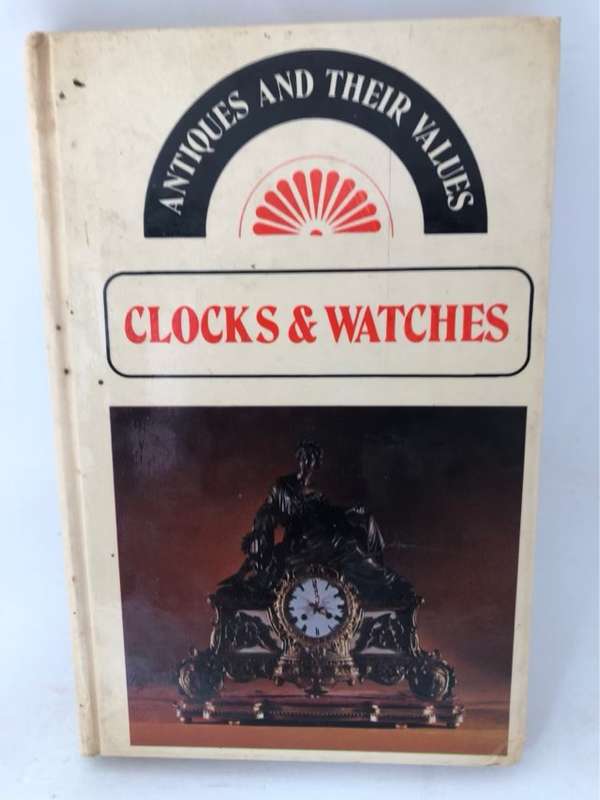 ANTIQUES AND THEIR VALUES
CLOCKS & WATCHES